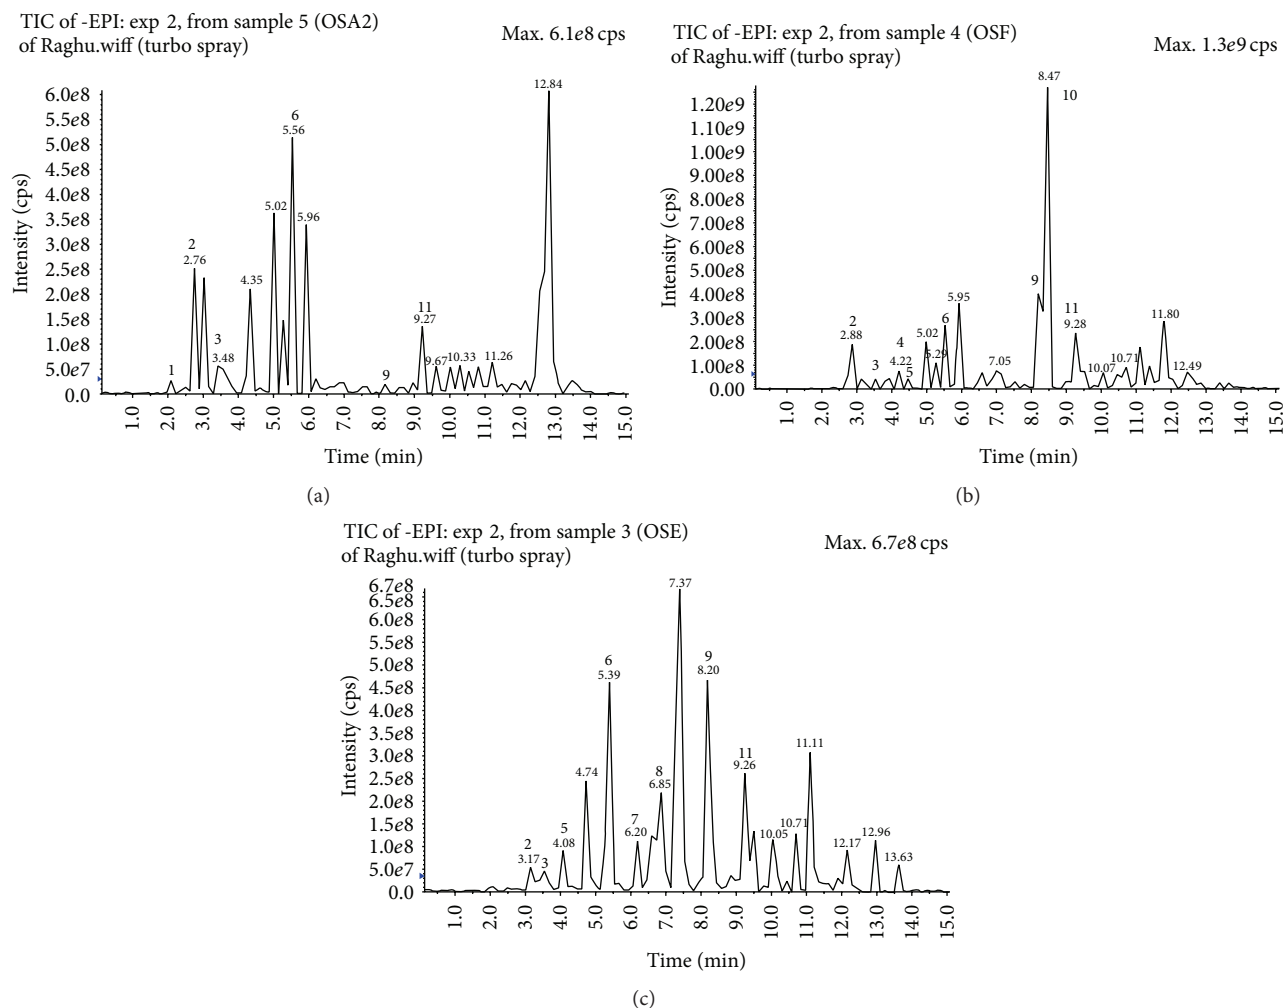 TIC of -EPI: exp 2, from sample 5 (OSA2)
of Raghu.wiff (turbo spray)
Max. 6.1e8 cps
6.0e8
5.5e8
5.0e8
4.5e8
4.0e8
3.5e8
3.0e8
2.5e8
2.0e8
1.5e8
1.0e8
5.0e7
0.0
Intensity (cps)
1
2
2.76
3
3.48
4.35
5.02
6
5.56
5.96
9
11
9.27
9.67
10.33
11.26
12.84
1.0
2.0
3.0
4.0
5.0
6.0
7.0
8.0
9.0
10.0
11.0
12.0
13.0
14.0
15.0
Time (min)
(a)
TIC of -EPI: exp 2, from sample 4 (OSF)
of Raghu.wiff (turbo spray)
Max. 1.3e9 cps
1.20e9
1.10e9
1.00e9
9.00e8
8.00e8
7.00e8
6.00e8
5.00e8
4.00e8
3.00e8
2.00e8
1.00e8
0.00
Intensity (cps)
2
2.88
3
4
4.22
5
5.02
5.29
6
5.95
7.05
9
8.47
10
11
9.28
10.07
10.71
11.80
12.49
1.0
2.0
3.0
4.0
5.0
6.0
7.0
8.0
9.0
10.0
11.0
12.0
13.0
14.0
15.0
Time (min)
(b)
TIC of -EPI: exp 2, from sample 3 (OSE)
of Raghu.wiff (turbo spray)
Max. 6.7e8 cps
6.7e8
6.5e8
6.0e8
5.5e8
5.0e8
4.5e8
4.0e8
3.5e8
3.0e8
2.5e8
2.0e8
1.5e8
1.0e8
5.0e7
0.0
Intensity (cps)
2
3.17
3
5
4.08
4.74
6
5.39
7
6.20
8
6.85
7.37
9
8.20
11
9.26
10.05
10.71
11.11
12.17
12.96
13.63
1.0
2.0
3.0
4.0
5.0
6.0
7.0
8.0
9.0
10.0
11.0
12.0
13.0
14.0
15.0
Time (min)
(c)